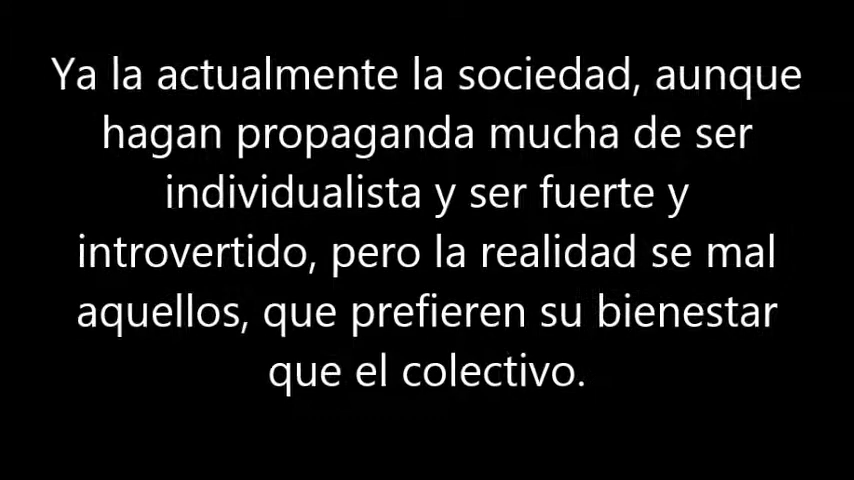 Ya la actualmente la sociedad, aunque
hagan propaganda mucha de ser
individualista y ser fuerte y
introvertido, pero la realidad se mal
aquellos, que prefieren su bienestar
que el colectivo.